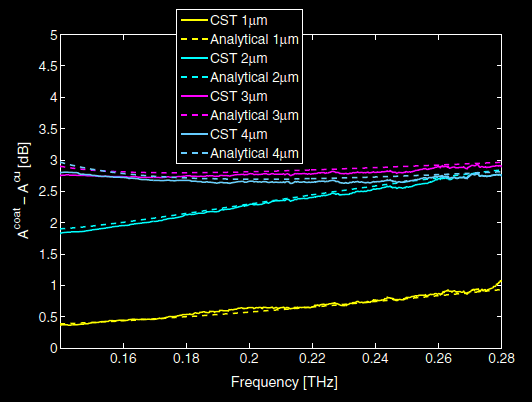 CST 1μm
Analytical 1μm
CST 2μm
Analytical 2μm
CST 3μm
Analytical 3μm
CST 4μm
Analytical 4μm
5
4.5
4
3.5
3
2.5
2
1.5
1
0.5
0
A^coat − A^cu [dB]
0.16 0.18 0.2 0.22 0.24 0.26 0.28
Frequency [THz]